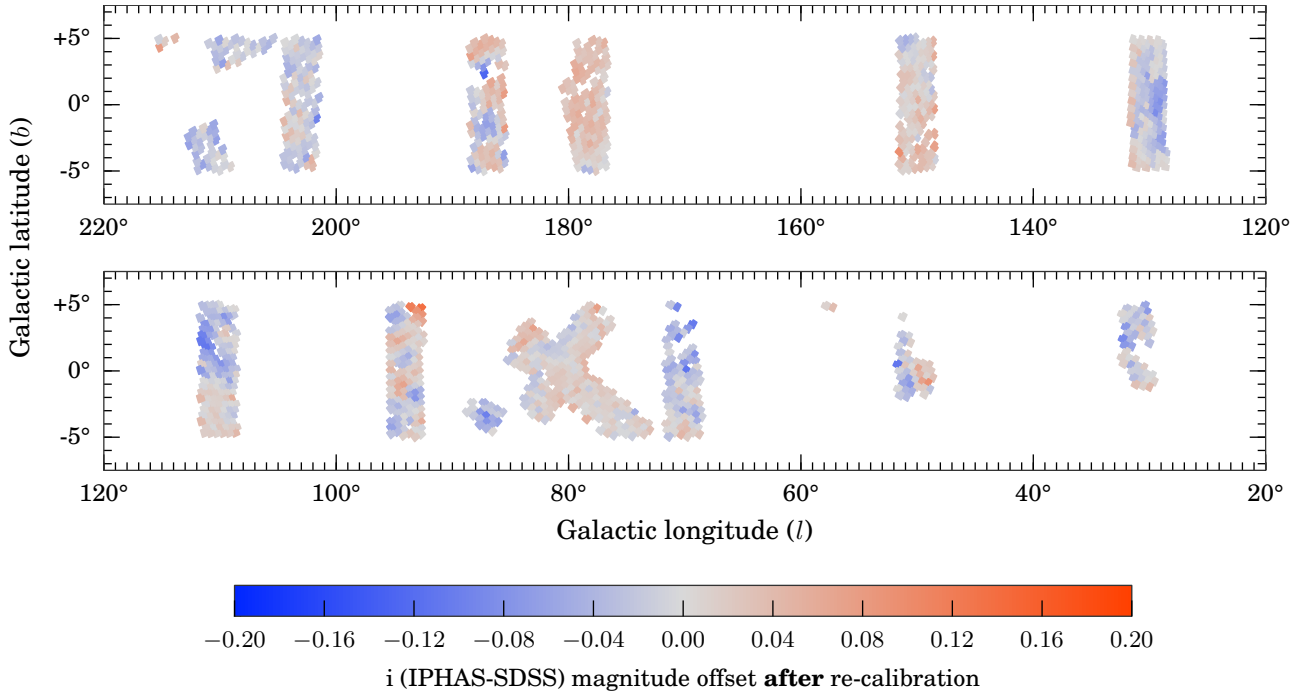 +5°
0°
-5°
220° 200° 180° 160° 140° 120°
Galactic latitude (b)
+5°
0°
-5°
120° 100° 80° 60° 40° 20°
Galactic longitude (l)
−0.20 −0.16 −0.12 −0.08 −0.04 0.00 0.04 0.08 0.12 0.16 0.20
i (IPHAS-SDSS) magnitude offset after re-calibration